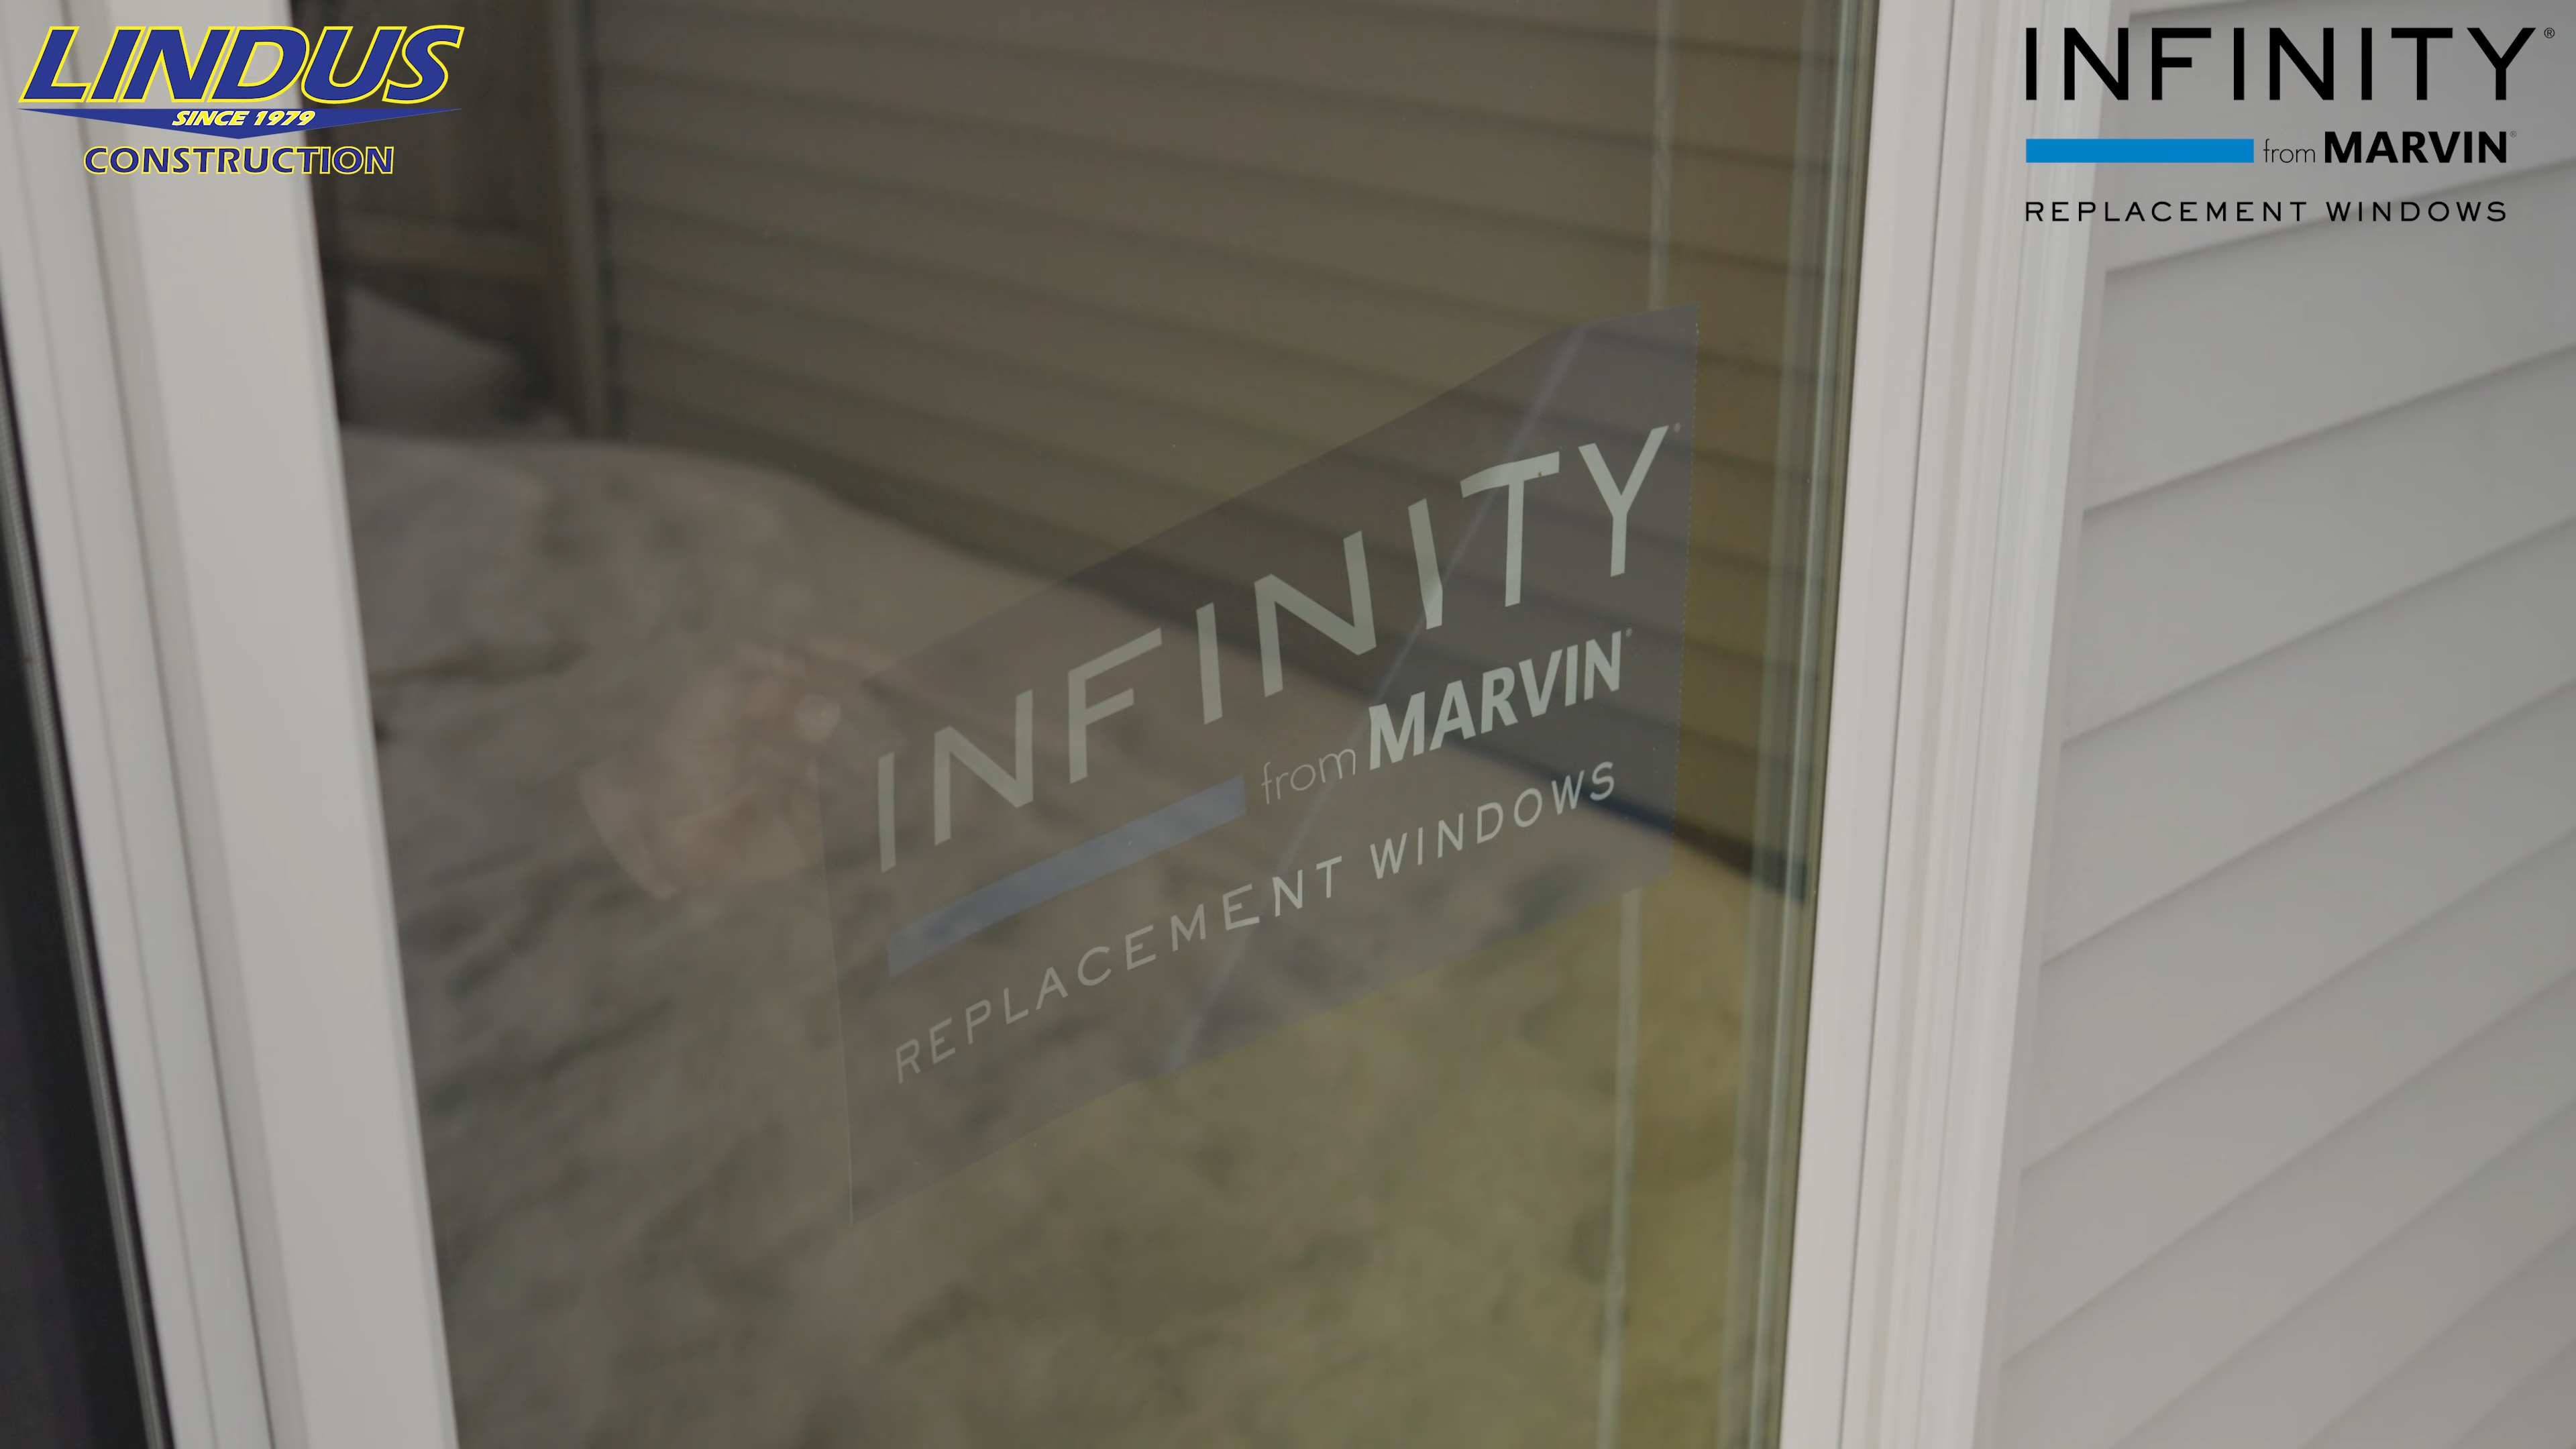 LINDUS
SINCE 1979
CONSTRUCTION
INFINITY®
from MARVIN®
REPLACEMENT WINDOWS
INFINITY®
from MARVIN®
REPLACEMENT WINDOWS